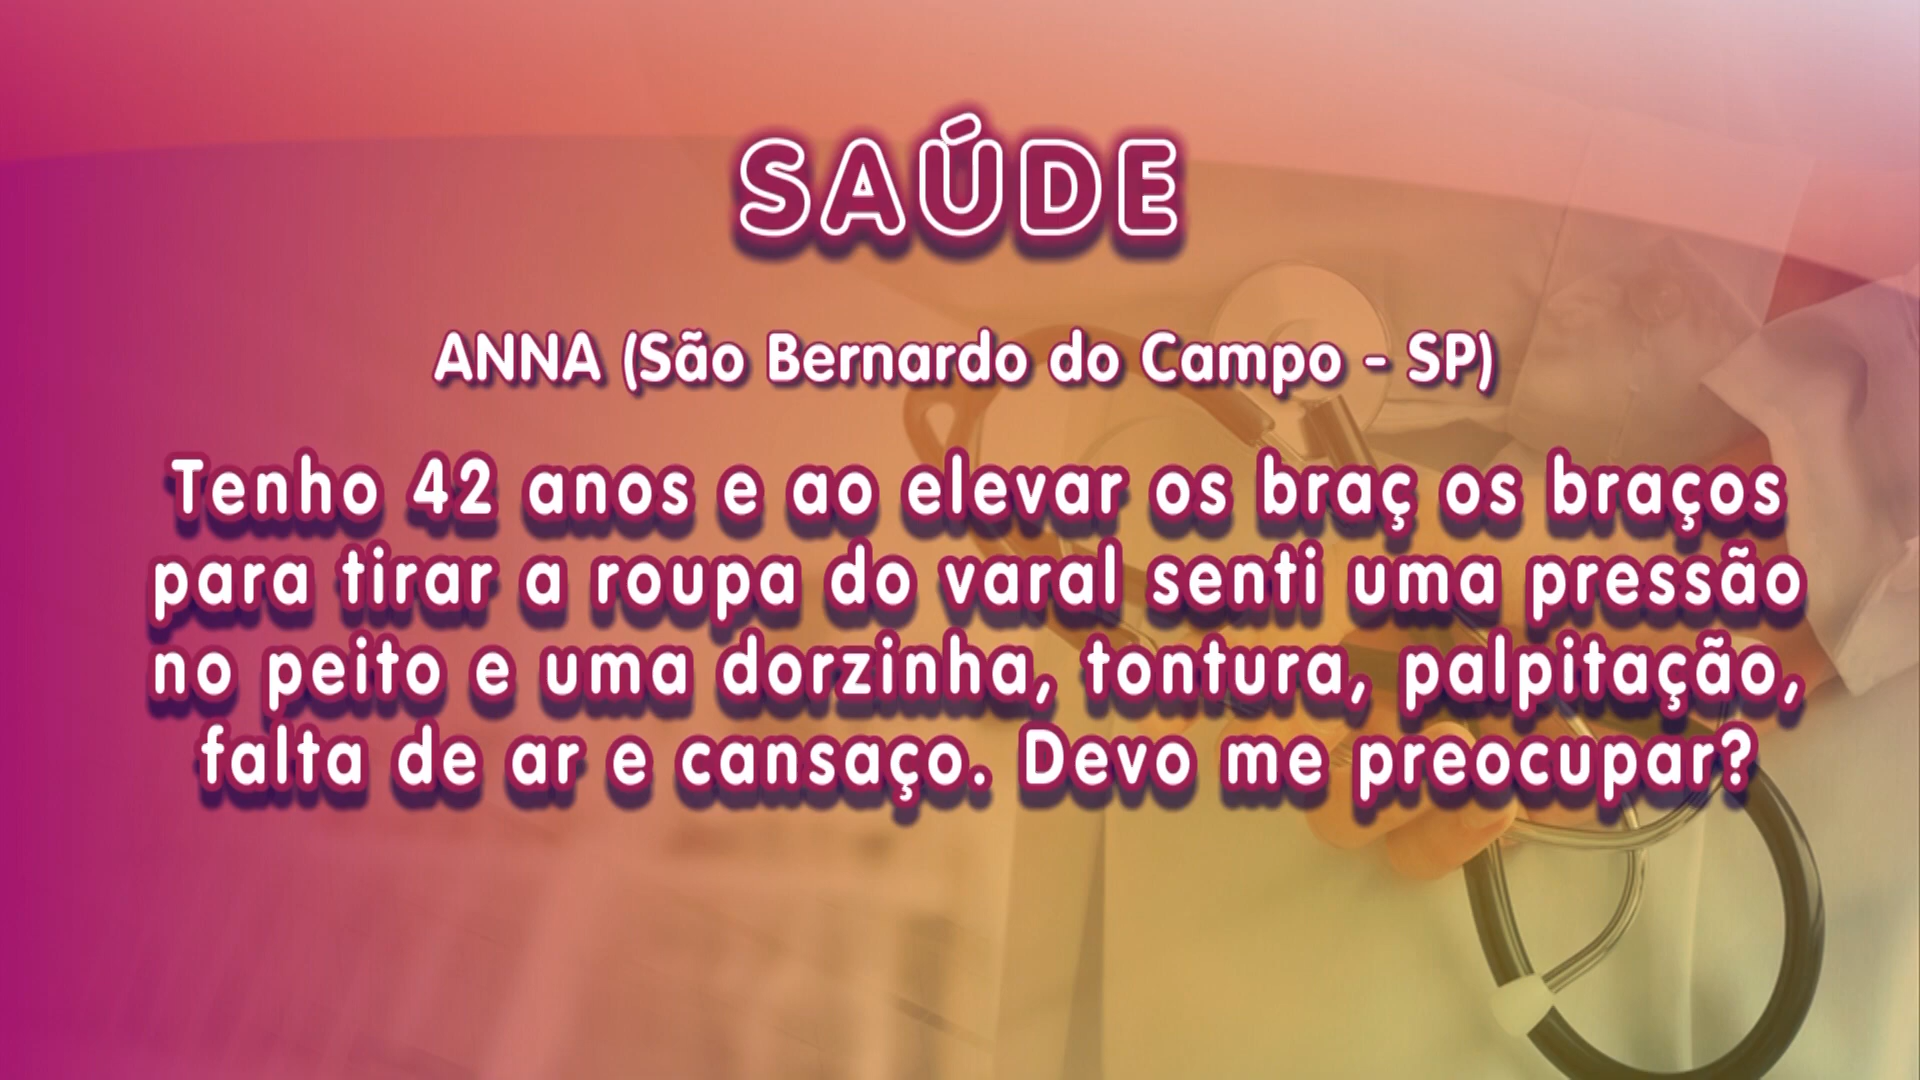 SAÚDE
ANNA (São Bernardo do Campo - SP)
Tenho 42 anos e ao elevar os braç os braços
para tirar a roupa do varal senti uma pressão
no peito e uma dorzinha, tontura, palpitação,
falta de ar e cansaço. Devo me preocupar?